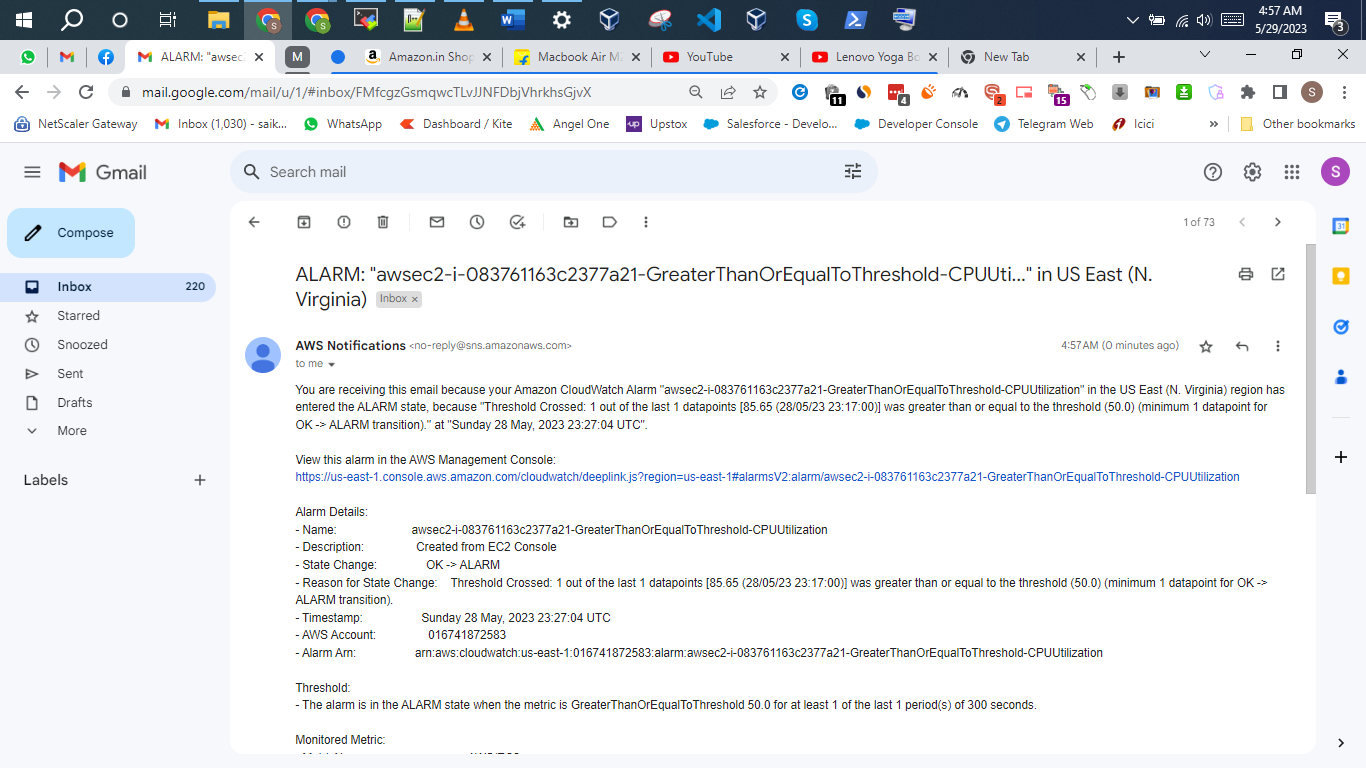 4:57 AM
5/29/2023
3
ALARM: "awsec
M
Amazon.in Shop
Macbook Air M
YouTube
Lenovo Yoga Bo
New Tab
mail.google.com/mail/u/1/#inbox/FMfcgzGsmqwcTLvJJNFDbjVhrkhsGjvX
11
4
2
15
S
NetScaler Gateway
Inbox (1,030) - saik...
WhatsApp
Dashboard / Kite
Angel One
up
Upstox
Salesforce - Develo...
Developer Console
Telegram Web
Icici
»
Other bookmarks
Gmail
Search mail
S
Compose
1 of 73
31
Inbox
220
Starred
Snoozed
Sent
Drafts
More
Labels
ALARM: "awsec2-i-083761163c2377a21-GreaterThanOrEqualToThreshold-CPUUti..." in US East (N.
Virginia) Inbox ×
AWS Notifications <no-reply@sns.amazonaws.com>
4:57 AM (0 minutes ago)
to me
You are receiving this email because your Amazon CloudWatch Alarm "awsec2-i-083761163c2377a21-GreaterThanOrEqualToThreshold-CPUUtilization" in the US East (N. Virginia) region has
entered the ALARM state, because "Threshold Crossed: 1 out of the last 1 datapoints [85.65 (28/05/23 23:17:00)] was greater than or equal to the threshold (50.0) (minimum 1 datapoint for
OK -> ALARM transition)." at "Sunday 28 May, 2023 23:27:04 UTC".
View this alarm in the AWS Management Console:
https://us-east-1.console.aws.amazon.com/cloudwatch/deeplink.js?region=us-east-1#alarmsV2:alarm/awsec2-i-083761163c2377a21-GreaterThanOrEqualToThreshold-CPUUtilization
Alarm Details:
- Name: awsec2-i-083761163c2377a21-GreaterThanOrEqualToThreshold-CPUUtilization
- Description: Created from EC2 Console
- State Change: OK -> ALARM
- Reason for State Change: Threshold Crossed: 1 out of the last 1 datapoints [85.65 (28/05/23 23:17:00)] was greater than or equal to the threshold (50.0) (minimum 1 datapoint for OK ->
ALARM transition).
- Timestamp: Sunday 28 May, 2023 23:27:04 UTC
- AWS Account: 016741872583
- Alarm Arn: arn:aws:cloudwatch:us-east-1:016741872583:alarm:awsec2-i-083761163c2377a21-GreaterThanOrEqualToThreshold-CPUUtilization
Threshold:
- The alarm is in the ALARM state when the metric is GreaterThanOrEqualToThreshold 50.0 for at least 1 of the last 1 period(s) of 300 seconds.
Monitored Metric: